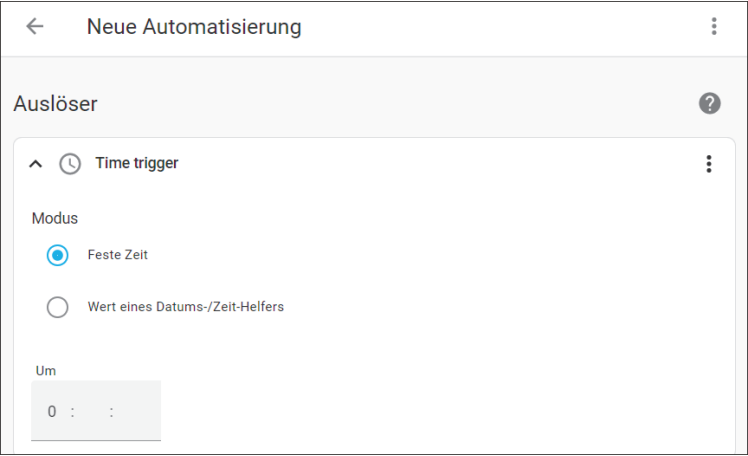 Neue Automatisierung
Auslöser
Time trigger
Modus
Feste Zeit
Wert eines Datums-/Zeit-Helfers
Um
0 : :